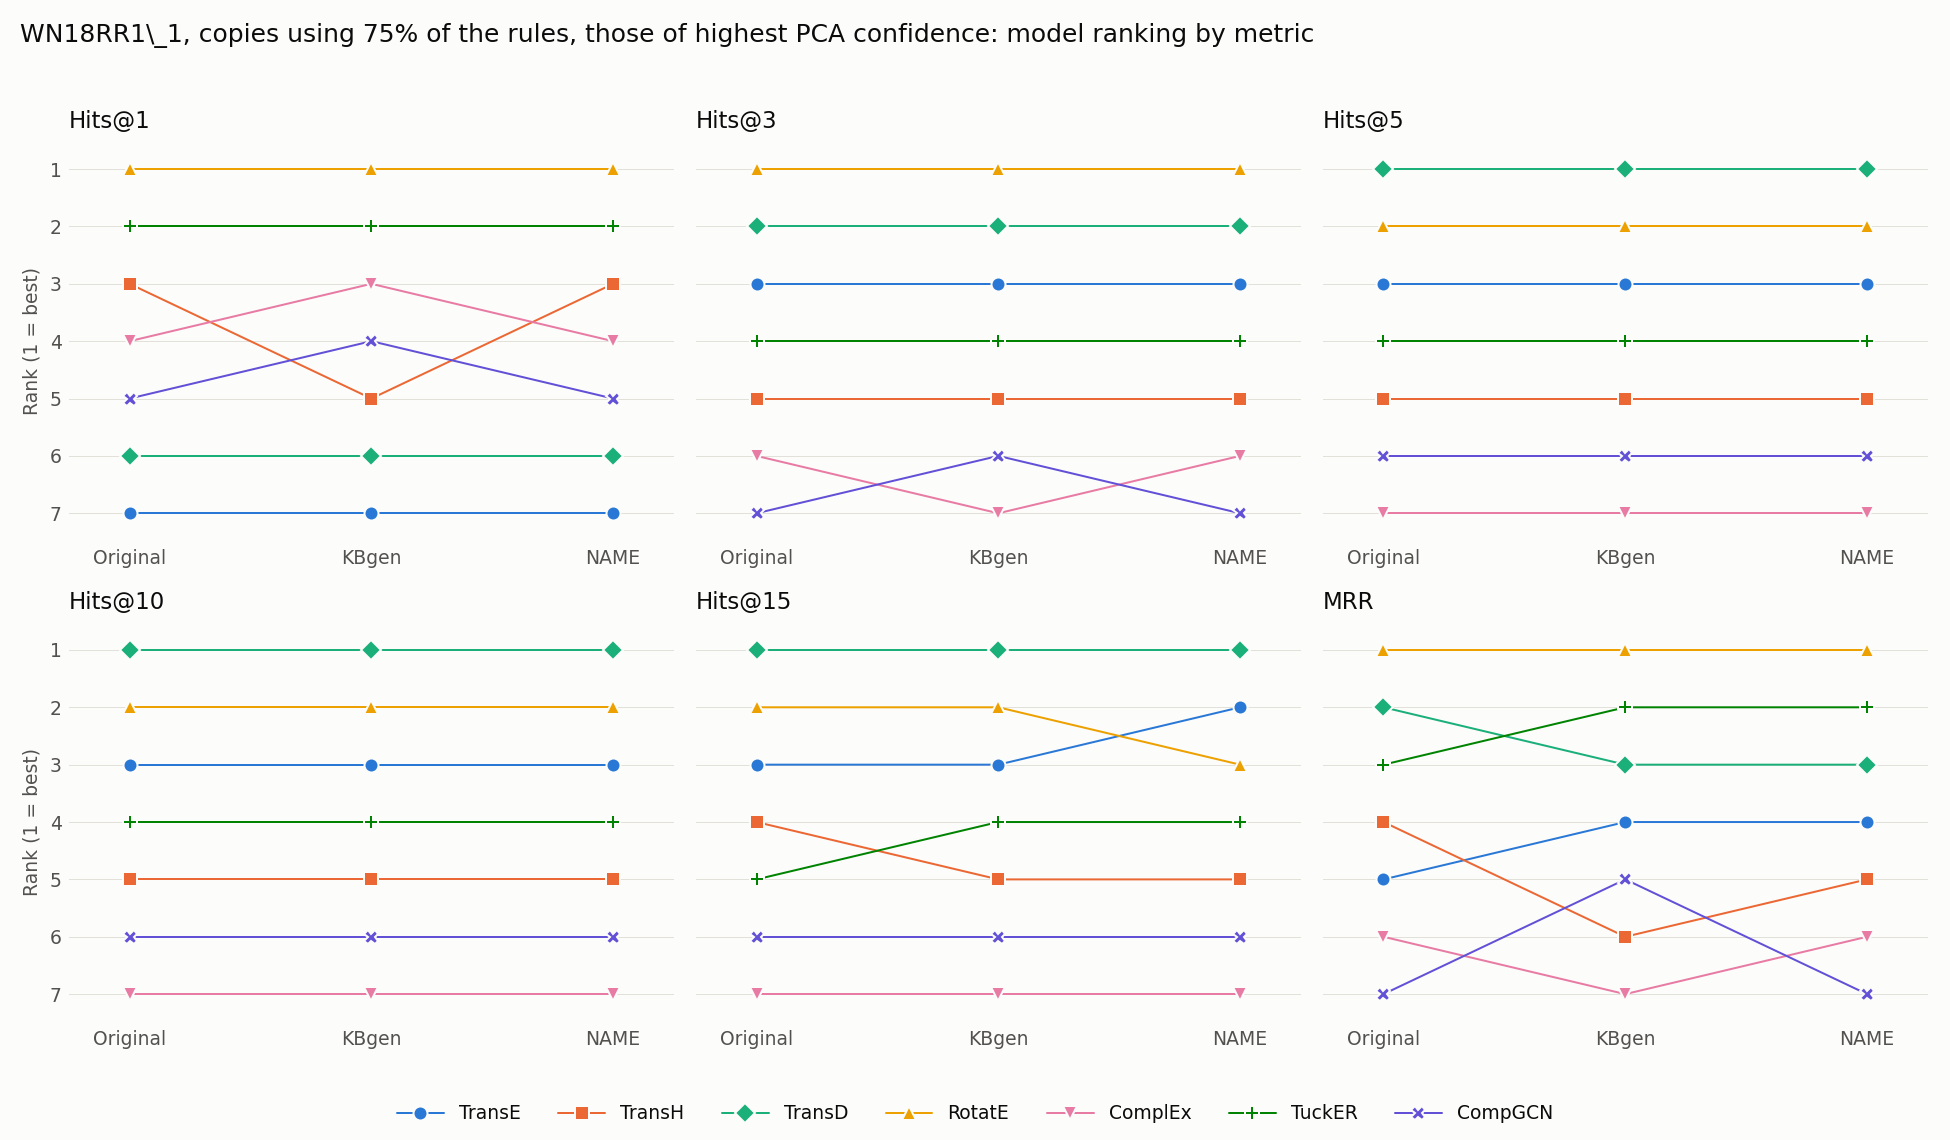 WN18RR1\_1, copies using 75% of the rules, those of highest PCA confidence: model ranking by metric
Hits@1
Hits@3
Hits@5
Rank (1 = best)
1
2
3
4
5
6
7
Original
KBgen
NAME
Original
KBgen
NAME
Original
KBgen
NAME
Hits@10
Hits@15
MRR
Rank (1 = best)
1
2
3
4
5
6
7
Original
KBgen
NAME
Original
KBgen
NAME
Original
KBgen
NAME
TransE
TransH
TransD
RotatE
ComplEx
TuckER
CompGCN